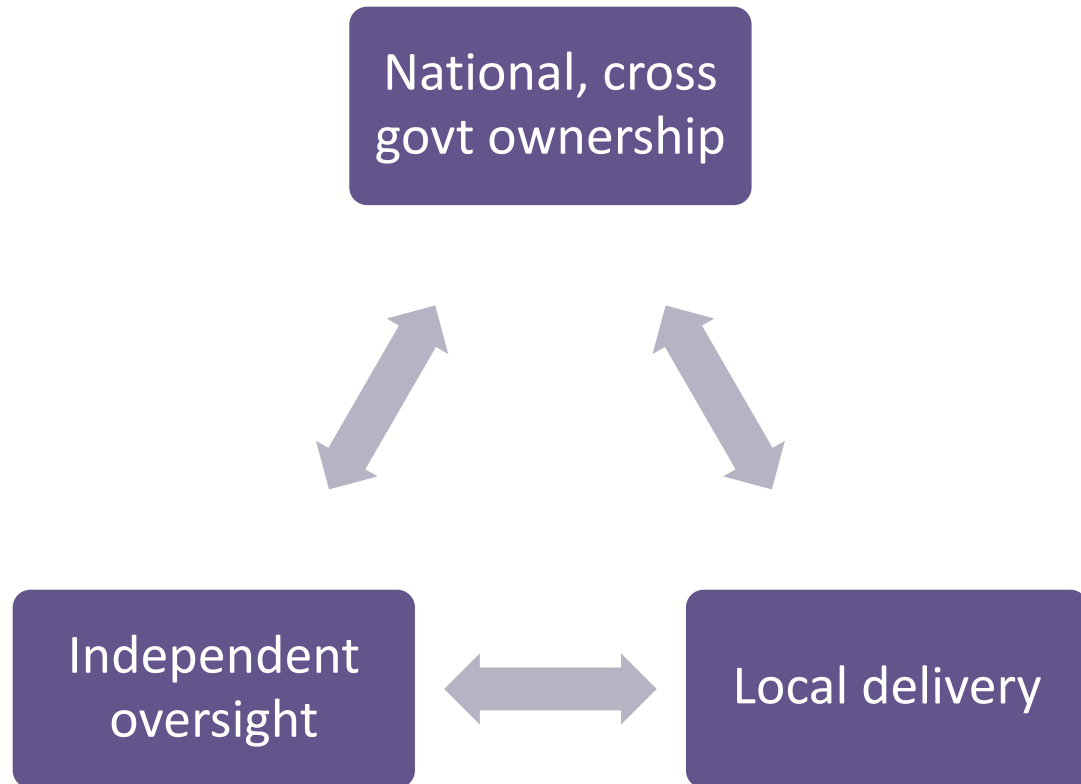 National, cross
govt ownership
Independent
oversight
Local delivery